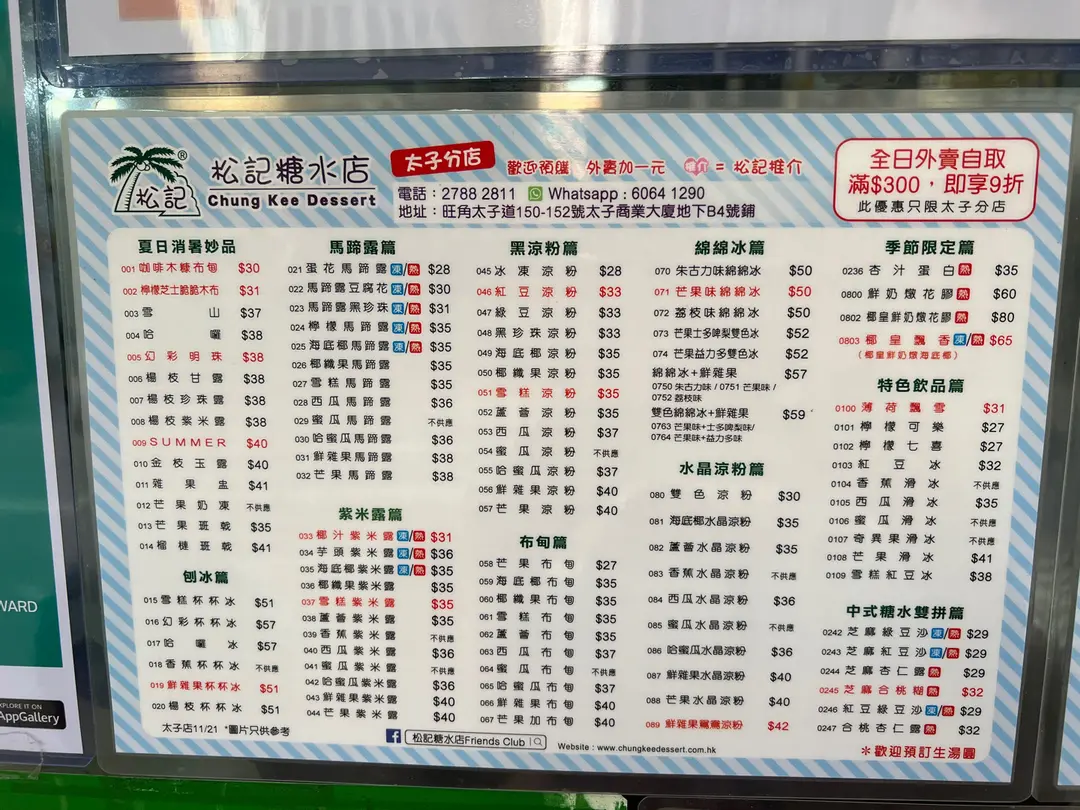 松記糖水店
Chung Kee Dessert
松記
®
太子分店
歡迎預購，外賣加一元 推介 = 松記推介
電話：2788 2811 Whatsapp : 6064 1290
地址：旺角太子道150-152號太子商業大廈地下B4號鋪
全日外賣自取
滿$300，即享9折
此優惠只限太子分店
夏日消暑妙品
001 咖啡木糠布甸 $30
002 檸檬芝士脆脆木布 $31
003 雪山 $37
004 哈囉 $38
005 幻彩明珠 $38
006 楊枝甘露 $38
007 楊枝珍珠露 $38
008 楊枝紫米露 $38
009 SUMMER $40
010 金枝玉露 $40
011 雜果盅 $41
012 芒果奶凍 不供應
013 芒果班戟 $35
014 榴槤班戟 $41
刨冰篇
015 雪糕杯杯冰 $51
016 幻彩杯杯冰 $57
017 哈囉冰 $57
018 香蕉杯杯冰 不供應
019 鮮雜果杯杯冰 $51
020 楊枝杯杯冰 $51
太子店11/21 *圖片只供參考
馬蹄露篇
021 蛋花馬蹄露 凍/熱 $28
022 馬蹄露豆腐花 凍/熱 $30
023 馬蹄露黑珍珠 凍/熱 $31
024 檸檬馬蹄露 凍/熱 $35
025 海底椰馬蹄露 凍/熱 $35
026 椰纖果馬蹄露 $35
027 雪糕馬蹄露 $35
028 西瓜馬蹄露 $36
029 蜜瓜馬蹄露 不供應
030 哈蜜瓜馬蹄露 $36
031 鮮雜果馬蹄露 $38
032 芒果馬蹄露 $38
紫米露篇
033 椰汁紫米露 凍/熱 $31
034 芋頭紫米露 凍/熱 $36
035 海底椰紫米露 凍/熱 $35
036 椰纖果紫米露 $35
037 雪糕紫米露 $35
038 蘆薈紫米露 $35
039 香蕉紫米露 不供應
040 西瓜紫米露 $36
041 蜜瓜紫米露 不供應
042 哈蜜瓜紫米露 $36
043 鮮雜果紫米露 $40
044 芒果紫米露 $40
松記糖水店Friends Club
黑涼粉篇
045 冰凍涼粉 $28
046 紅豆涼粉 $33
047 綠豆涼粉 $33
048 黑珍珠涼粉 $33
049 海底椰涼粉 $35
050 椰纖果涼粉 $35
051 雪糕涼粉 $35
052 蘆薈涼粉 $35
053 西瓜涼粉 $37
054 蜜瓜涼粉 不供應
055 哈蜜瓜涼粉 $37
056 鮮雜果涼粉 $40
057 芒果涼粉 $40
布甸篇
058 芒果布甸 $27
059 海底椰布甸 $35
060 椰纖果布甸 $35
061 雪糕布甸 $35
062 蘆薈布甸 $35
063 西瓜布甸 $37
064 蜜瓜布甸 不供應
065 哈蜜瓜布甸 $37
066 鮮雜果布甸 $40
067 芒果加布甸 $40
Website : www.chungkeedessert.com.hk
綿綿冰篇
070 朱古力味綿綿冰 $50
071 芒果味綿綿冰 $50
072 荔枝味綿綿冰 $50
073 芒果士多啤梨雙色冰 $52
074 芒果益力多雙色冰 $52
綿綿冰+鮮雜果 $57
0750 朱古力味 / 0751 芒果味 /
0752 荔枝味
雙色綿綿冰+鮮雜果 $59
0763 芒果味+士多啤梨味/
0764 芒果味+益力多味
水晶涼粉篇
080 雙色涼粉 $30
081 海底椰水晶涼粉 $35
082 蘆薈水晶涼粉 $35
083 香蕉水晶涼粉 不供應
084 西瓜水晶涼粉 $36
085 蜜瓜水晶涼粉 不供應
086 哈蜜瓜水晶涼粉 $36
087 鮮雜果水晶涼粉 $40
088 芒果水晶涼粉 $40
089 鮮雜果鴛鴦涼粉 $42
季節限定篇
0236 杏汁蛋白 熱 $35
0800 鮮奶燉花膠 熱 $60
0802 椰皇鮮奶燉花膠 熱 $80
0803 椰皇飄香 凍/熱 $65
（椰皇鮮奶燉海底椰）
特色飲品篇
0100 薄荷飄雪 $31
0101 檸檬可樂 $27
0102 檸檬七喜 $27
0103 紅豆冰 $32
0104 香蕉滑冰 不供應
0105 西瓜滑冰 $35
0106 蜜瓜滑冰 不供應
0107 奇異果滑冰 不供應
0108 芒果滑冰 $41
0109 雪糕紅豆冰 $38
中式糖水雙拼篇
0242 芝麻綠豆沙 凍/熱 $29
0243 芝麻紅豆沙 凍/熱 $29
0244 芝麻杏仁露 熱 $29
0245 芝麻合桃糊 熱 $32
0246 紅豆綠豆沙 凍/熱 $29
0247 合桃杏仁露 熱 $32
*歡迎預訂生湯圓
WARD
EXPLORE IT ON
AppGallery